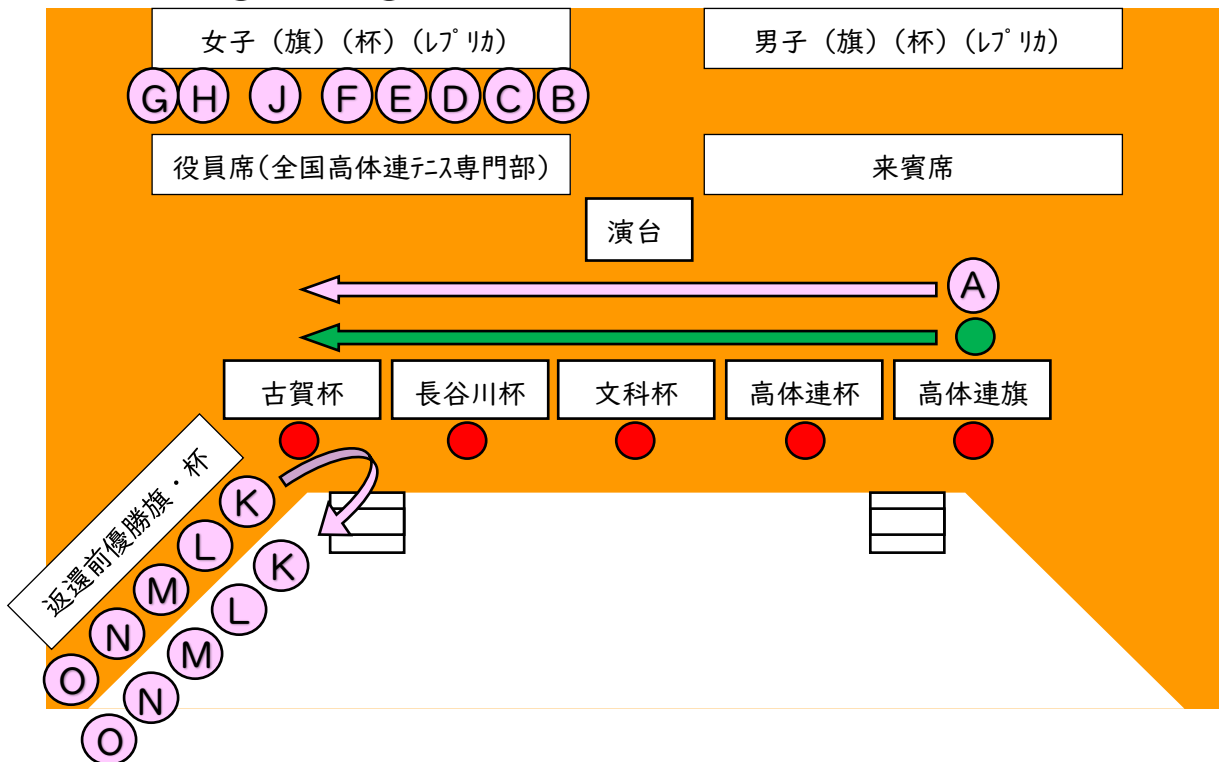 女子（旗）（杯）（ﾚﾌﾟﾘｶ）
男子（旗）（杯）（ﾚﾌﾟﾘｶ）
G H J F E D C B
役員席（全国高体連ﾃﾆｽ専門部）
来賓席
演台
A
古賀杯
長谷川杯
文科杯
高体連杯
高体連旗
返還前優勝旗・杯
K
L
M
N
O
K
L
M
N
O